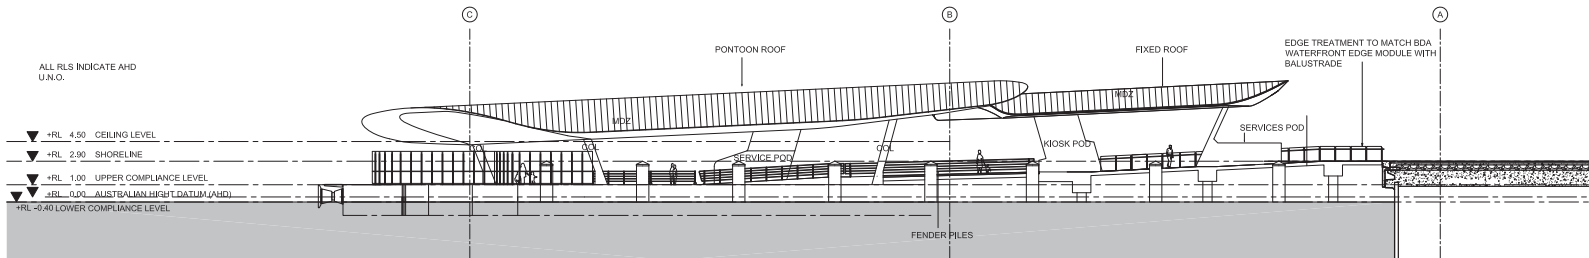 C
B
A
PONTOON ROOF
FIXED ROOF
EDGE TREATMENT TO MATCH BDA
WATERFRONT EDGE MODULE WITH
BALUSTRADE
ALL RLS INDICATE AHD
U.N.O.
MDZ
MDZ
+RL 4.50 CEILING LEVEL
+RL 2.90 SHORELINE
+RL 1.00 UPPER COMPLIANCE LEVEL
+RL 0.00 AUSTRALIAN HIGHT DATUM (AHD)
+RL -0.40 LOWER COMPLIANCE LEVEL
COL
COL
SERVICE POD
COL
KIOSK POD
SERVICES POD
FENDER PILES